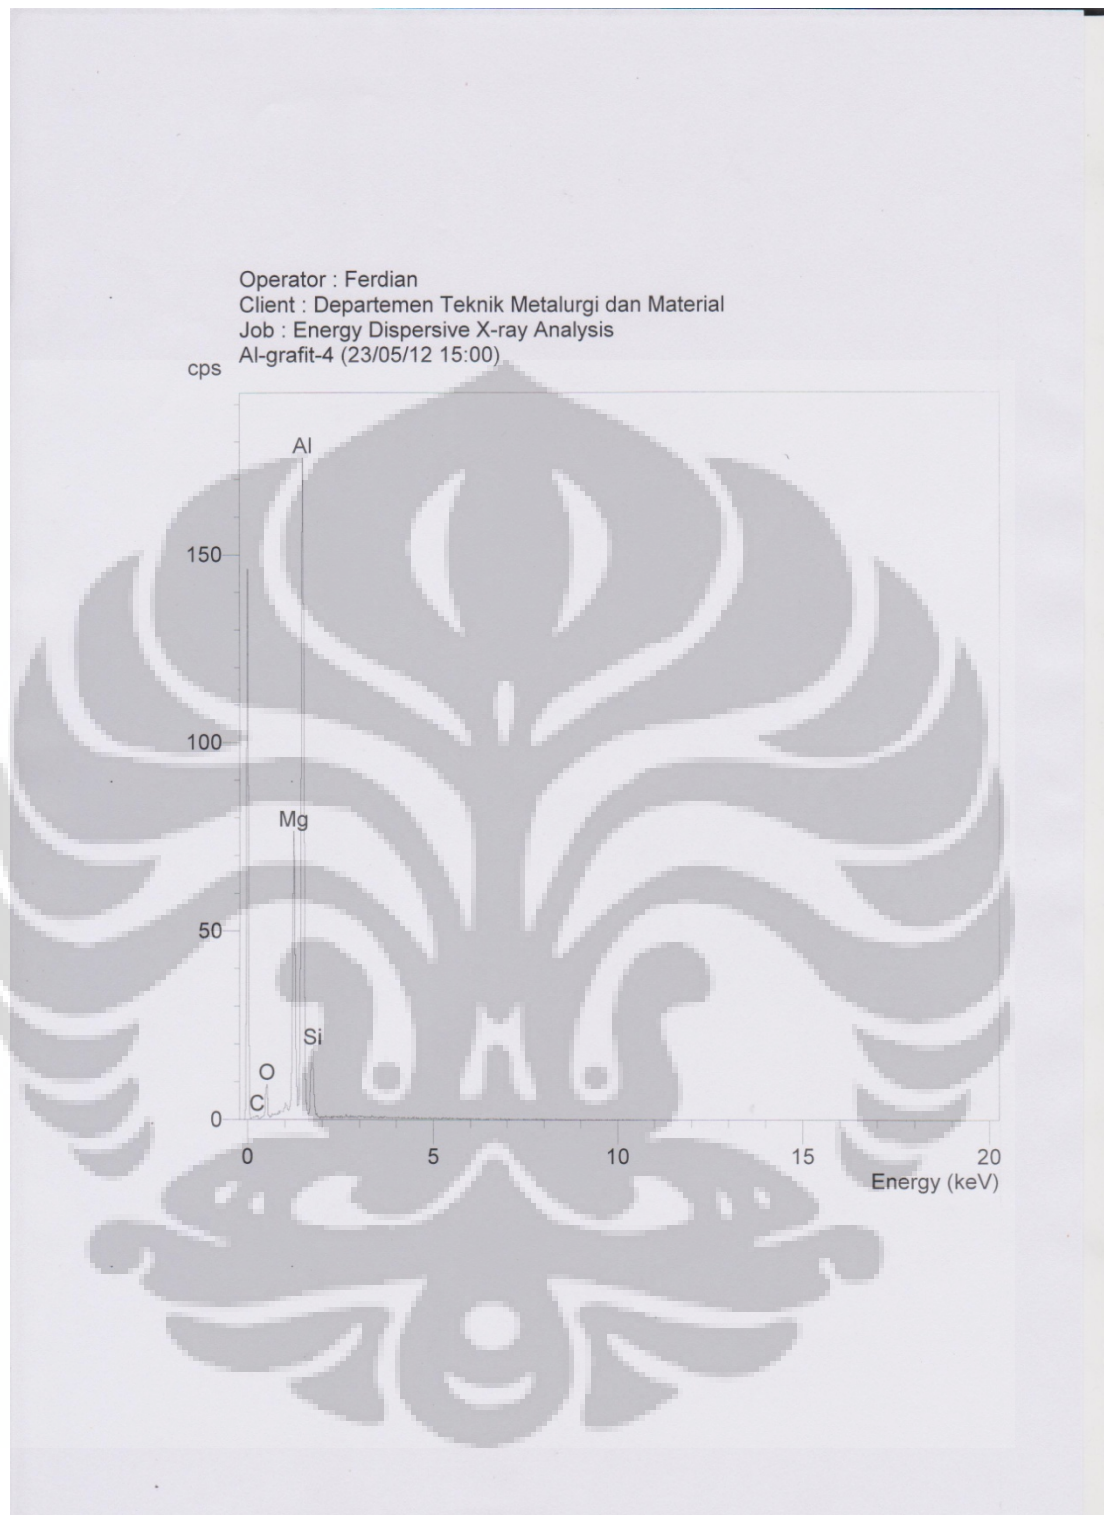 Operator : Ferdian
Client : Departemen Teknik Metalurgi dan Material
Job : Energy Dispersive X-ray Analysis
Al-grafit-4 (23/05/12 15:00)
cps
Al
150
100
Mg
50
Si
O
C
0
0 5 10 15 20
Energy (keV)